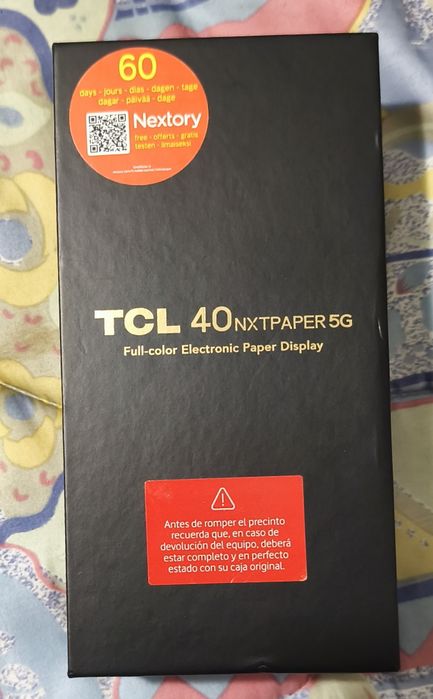 60
days - jours - días - dagen - tage
dagar - päivää - dage
Nextory
free - offerts - gratis
testen - ilmaiseksi
TCL 40 NXTPAPER 5G
Full-color Electronic Paper Display
Antes de romper el precinto
recuerda que, en caso de
devolución del equipo, deberá
estar completo y en perfecto
estado con su caja original.